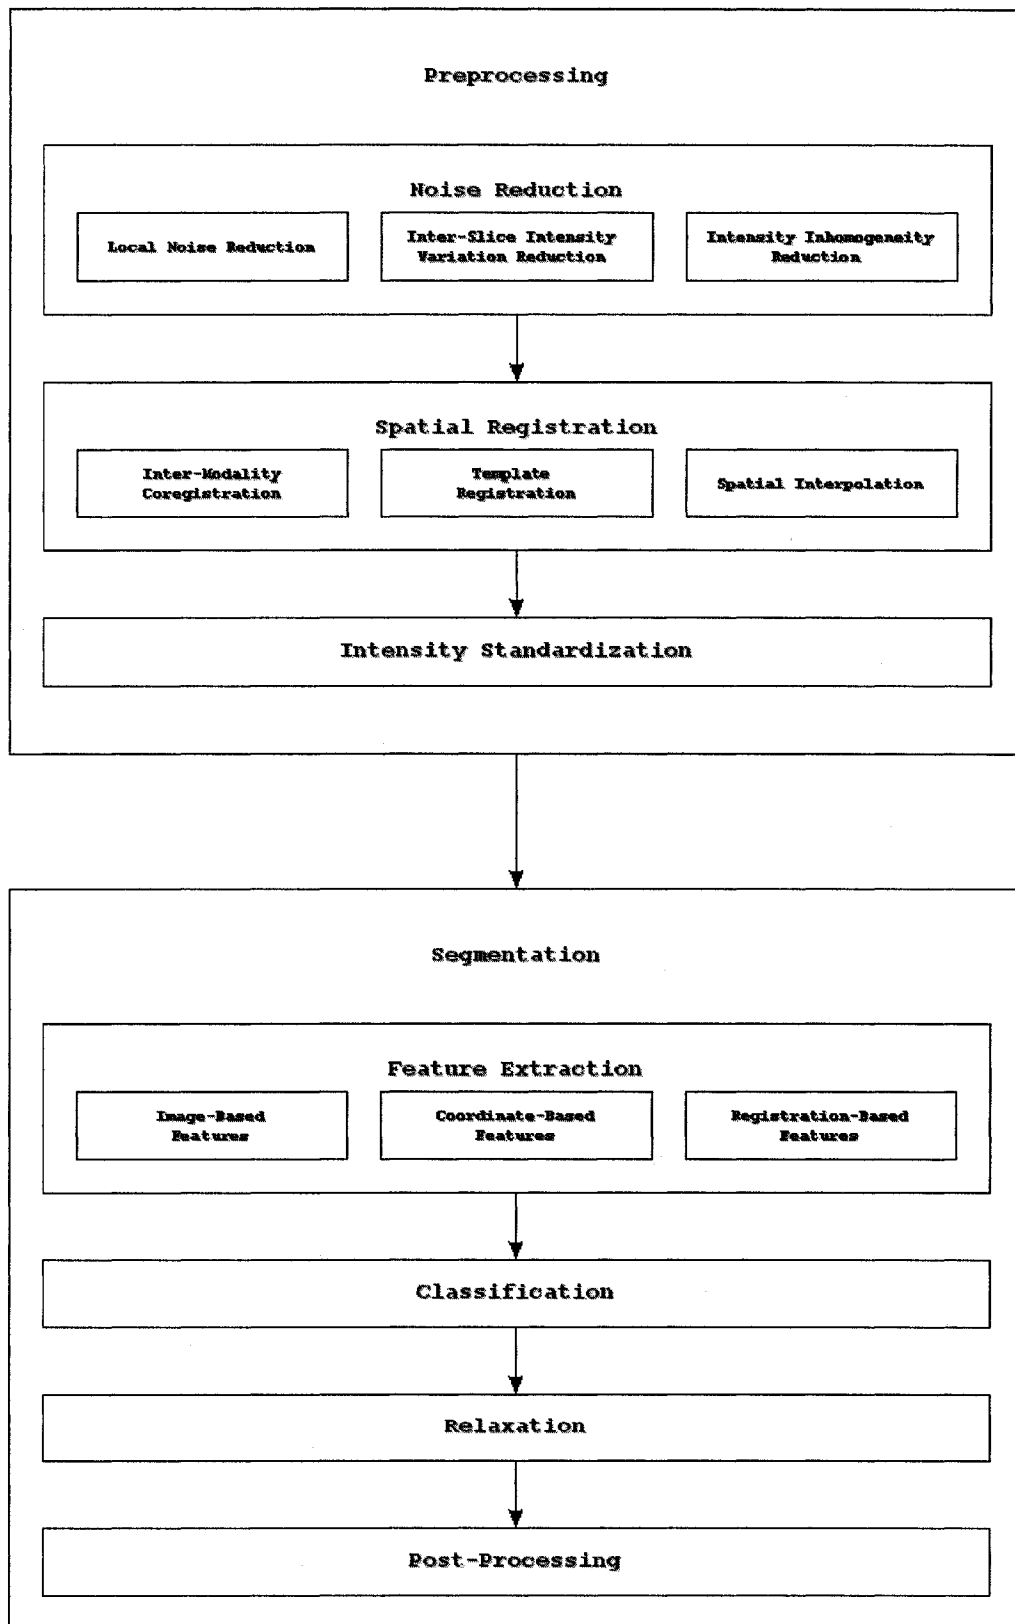 Preprocessing
Noise Reduction
Local Noise Reduction
Inter-Slice Intensity
Variation Reduction
Intensity Inhomogeneity
Reduction
Spatial Registration
Inter-Modality
Coregistration
Template
Registration
Spatial Interpolation
Intensity Standardization
Segmentation
Feature Extraction
Image-Based
Features
Coordinate-Based
Features
Registration-Based
Features
Classification
Relaxation
Post-Processing